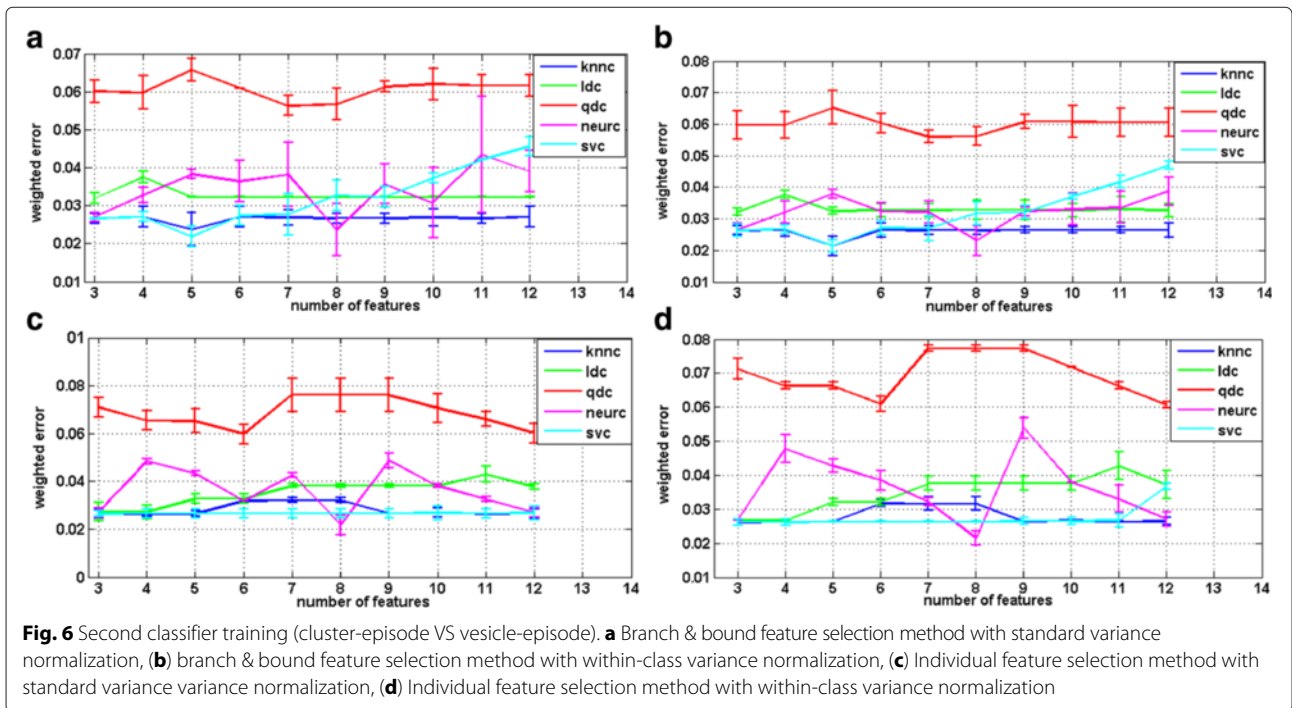 a
0.07
0.06
0.05
0.04
0.03
0.02
0.01
weighted error
3 4 5 6 7 8 9 10 11 12 13 14
number of features
knnc
ldc
qdc
neurc
svc
b
0.08
0.07
0.06
0.05
0.04
0.03
0.02
0.01
weighted error
3 4 5 6 7 8 9 10 11 12 13 14
number of features
knnc
ldc
qdc
neurc
svc
c
01
0.08
0.06
0.04
0.02
0
weighted error
3 4 5 6 7 8 9 10 11 12 13 14
number of features
knnc
ldc
qdc
neurc
svc
d
0.08
0.07
0.06
0.05
0.04
0.03
0.02
0.01
weighted error
3 4 5 6 7 8 9 10 11 12 13 14
number of features
knnc
ldc
qdc
neurc
svc
Fig. 6 Second classifier training (cluster-episode VS vesicle-episode). a Branch & bound feature selection method with standard variance
normalization, (b) branch & bound feature selection method with within-class variance normalization, (c) Individual feature selection method with
standard variance variance normalization, (d) Individual feature selection method with within-class variance normalization